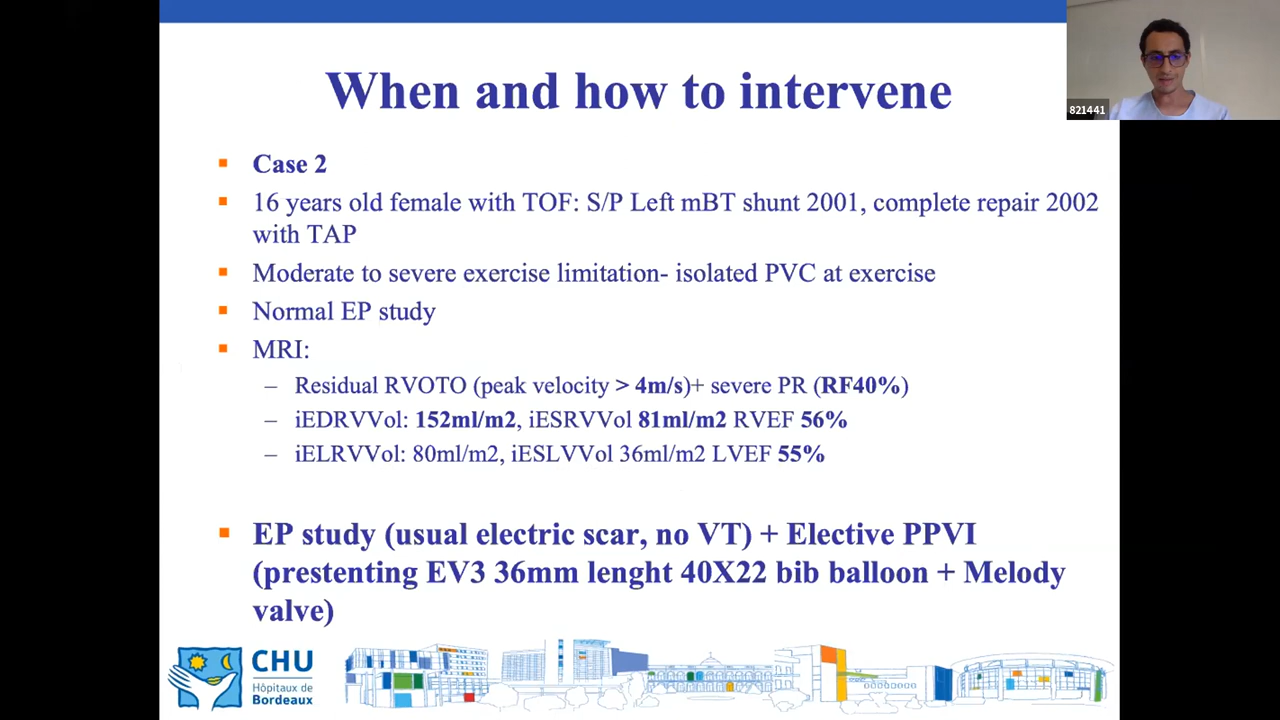 When and how to intervene
821441
Case 2
16 years old female with TOF: S/P Left mBT shunt 2001, complete repair 2002
with TAP
Moderate to severe exercise limitation- isolated PVC at exercise
Normal EP study
MRI:
– Residual RVOTO (peak velocity > 4m/s)+ severe PR (RF40%)
– iEDRVVol: 152ml/m2, iESRVVol 81ml/m2 RVEF 56%
– iELRVVol: 80ml/m2, iESLVVol 36ml/m2 LVEF 55%
EP study (usual electric scar, no VT) + Elective PPVI
(prestenting EV3 36mm lenght 40X22 bib balloon + Melody
valve)
CHU
Hôpitaux de
Bordeaux